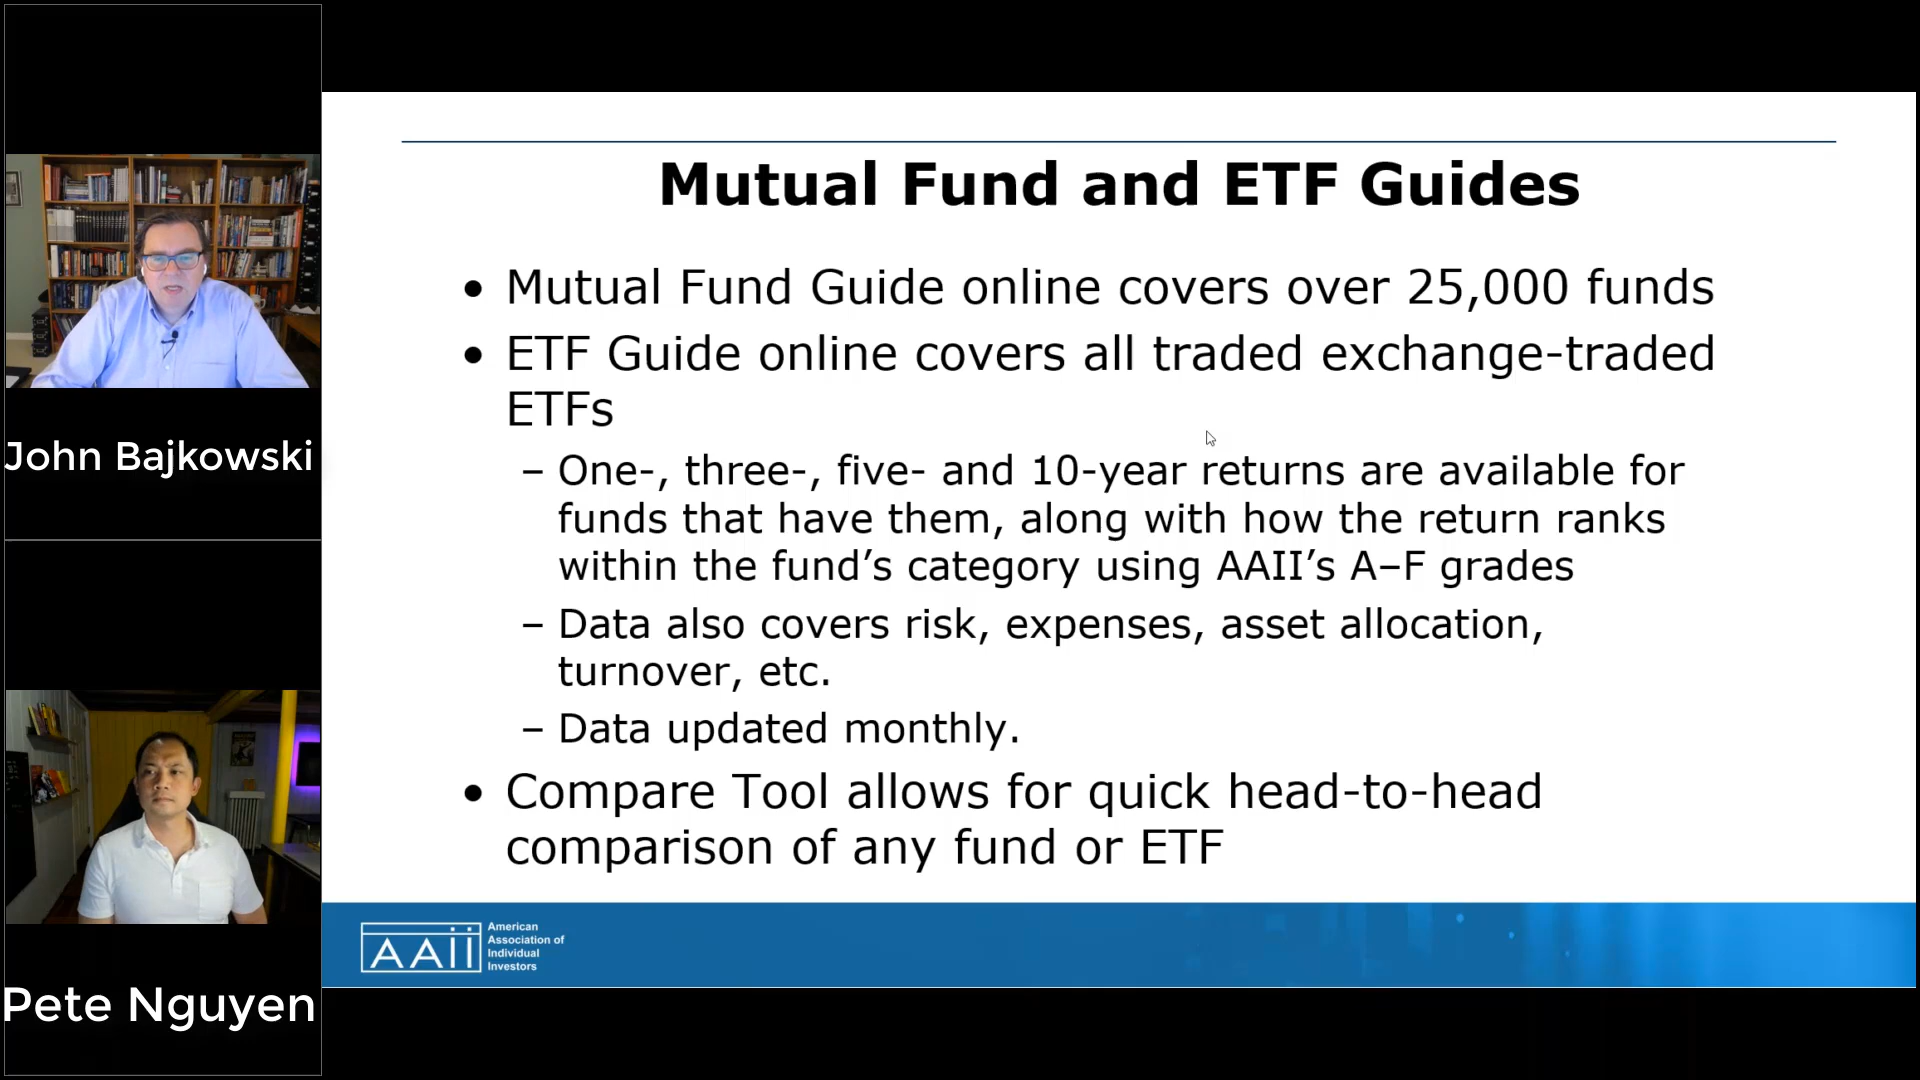 John Bajkowski
Pete Nguyen
Mutual Fund and ETF Guides
• Mutual Fund Guide online covers over 25,000 funds
• ETF Guide online covers all traded exchange-traded
ETFs
– One-, three-, five- and 10-year returns are available for
funds that have them, along with how the return ranks
within the fund’s category using AAII’s A–F grades
– Data also covers risk, expenses, asset allocation,
turnover, etc.
– Data updated monthly.
• Compare Tool allows for quick head-to-head
comparison of any fund or ETF
AAii
American
Association of
Individual
Investors